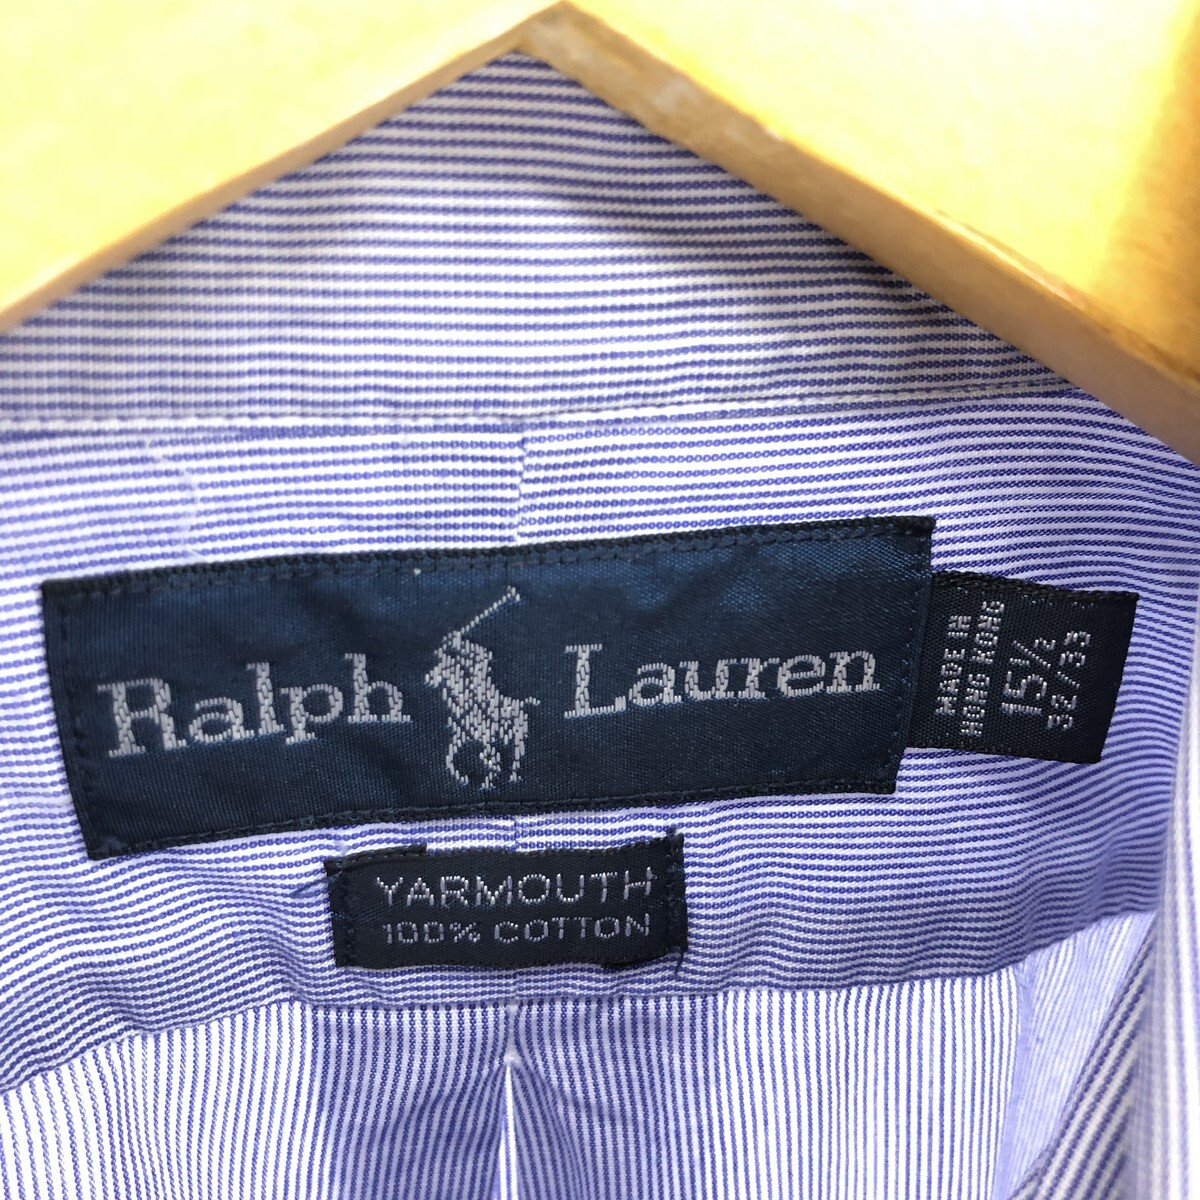 Ralph Lauren
MADE IN
HONG KONG
15½
32/33
YARMOUTH
100% COTTON